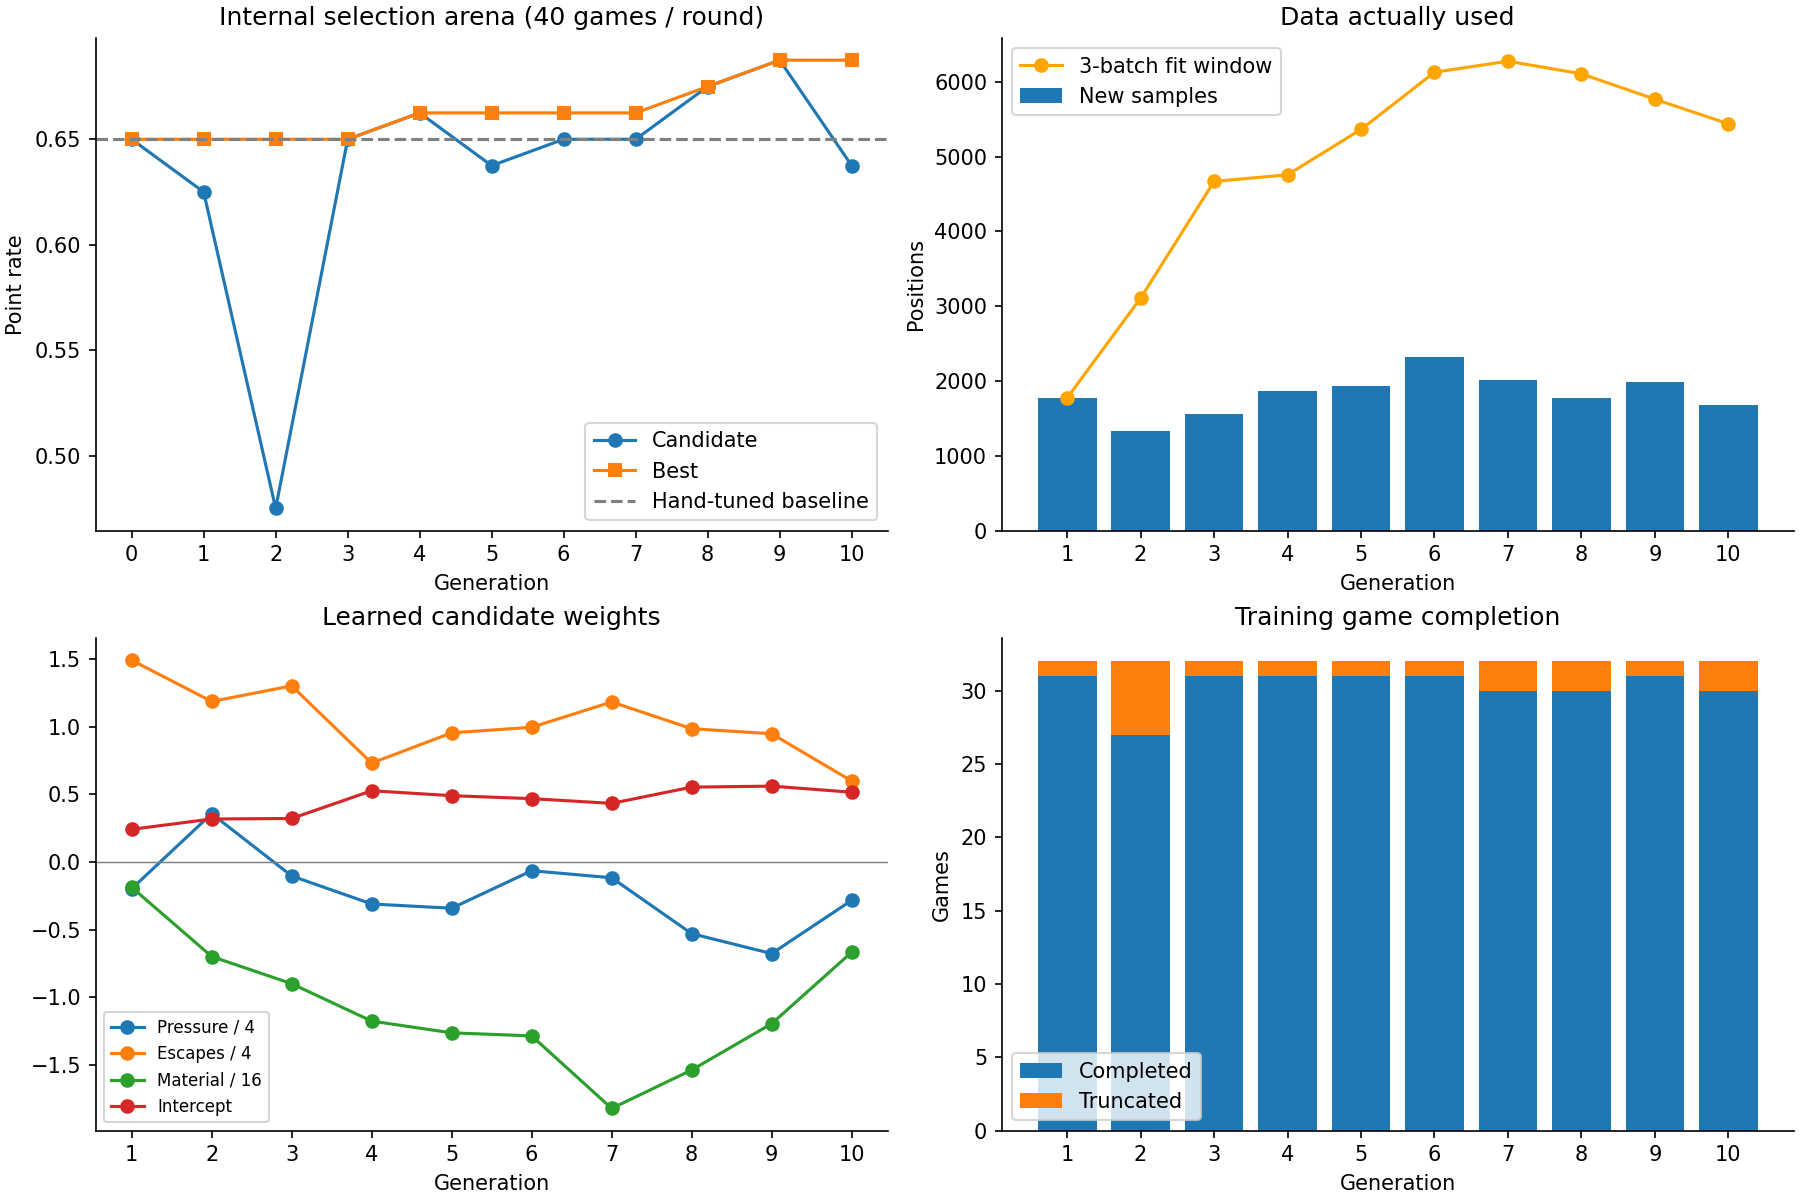 Internal selection arena (40 games / round)
Point rate
0.65
0.60
0.55
0.50
Candidate
Best
Hand-tuned baseline
0 1 2 3 4 5 6 7 8 9 10
Generation
Data actually used
Positions
6000
5000
4000
3000
2000
1000
0
3-batch fit window
New samples
1 2 3 4 5 6 7 8 9 10
Generation
Learned candidate weights
1.5
1.0
0.5
0.0
−0.5
−1.0
−1.5
Pressure / 4
Escapes / 4
Material / 16
Intercept
1 2 3 4 5 6 7 8 9 10
Generation
Training game completion
Games
30
25
20
15
10
5
0
Completed
Truncated
1 2 3 4 5 6 7 8 9 10
Generation